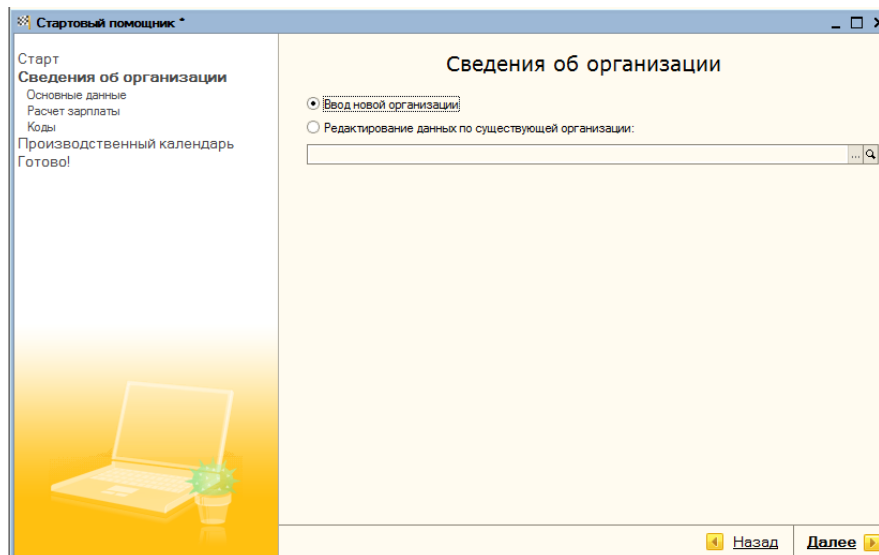 Стартовый помощник *
Старт
Сведения об организации
Основные данные
Расчет зарплаты
Коды
Производственный календарь
Готово!
Сведения об организации
Ввод новой организации
Редактирование данных по существующей организации:
...
Назад
Далее